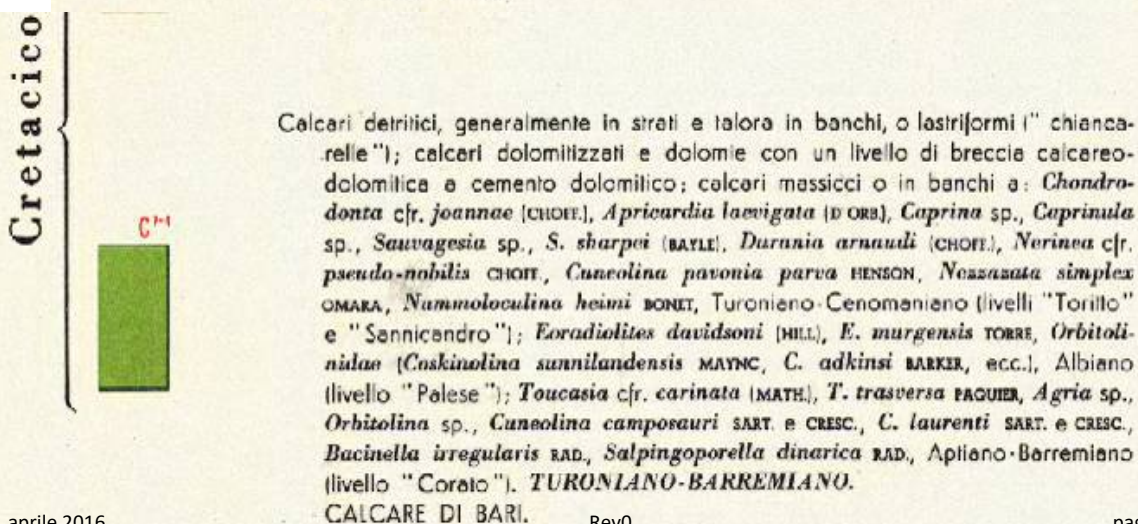 Cretacico
Calcari detritici, generalmente in strati e talora in banchi, o lastriformi (" chianca-
relle"); calcari dolomitizzati e dolomie con un livello di breccia calcareo-
dolomitica a cemento dolomitico; calcari massicci o in banchi a: Chondro-
donta cfr. joannae (CHOFF.), Apricardia laevigata (D'ORB.), Caprina sp., Caprinula
sp., Sauvagesia sp., S. sharpei (BAYLE), Durania arnaudi (CHOFF.), Nerinea cfr.
pseudo-nobilis CHOFF., Cuneolina pavonia parva HENSON, Nezzazata simplex
OMARA, Nummoloculina heimi BONET, Turoniano-Cenomaniano (livelli "Toritto"
e "Sannicandro"); Eoradiolites davidsoni (HILL), E. murgensis TORRE, Orbitoli-
nidae (Coskinolina sunnilandensis MAYNC, C. adkinsi BARKER, ecc.), Albiano
(livello "Palese"); Toucasia cfr. carinata (MATH.), T. trasversa PAQUIER, Agria sp.,
Orbitolina sp., Cuneolina camposauri SART. e CRESC., C. laurenti SART. e CRESC.,
Bacinella irregularis RAD., Salpingoporella dinarica RAD., Aptiano-Barremiano
(livello "Corato"). TURONIANO-BARREMIANO.
CALCARE DI BARI.
aprile 2016 Rev0